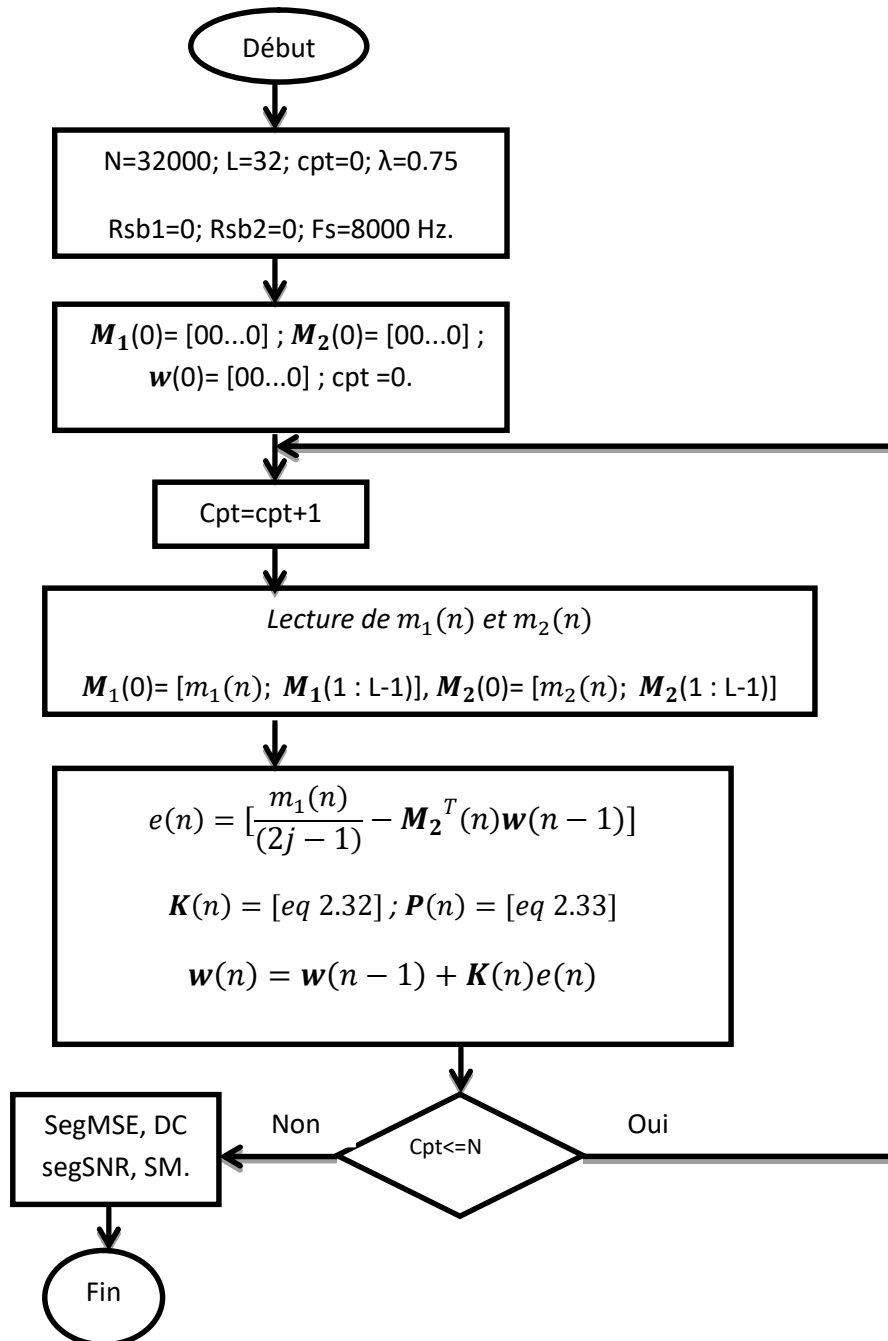 Début
N=32000; L=32; cpt=0; λ=0.75
Rsb1=0; Rsb2=0; Fs=8000 Hz.
M₁(0)= [00...0] ; M₂(0)= [00...0] ;
w(0)= [00...0] ; cpt =0.
Cpt=cpt+1
Lecture de m₁(n) et m₂(n)
M₁(0)= [m₁(n); M₁(1 : L-1)], M₂(0)= [m₂(n); M₂(1 : L-1)]
e(n) = [m₁(n)/(2j − 1) − M₂ᵀ(n)w(n − 1)]
K(n) = [eq 2.32] ; P(n) = [eq 2.33]
w(n) = w(n − 1) + K(n)e(n)
SegMSE, DC
segSNR, SM.
Non
Cpt<=N
Oui
Fin